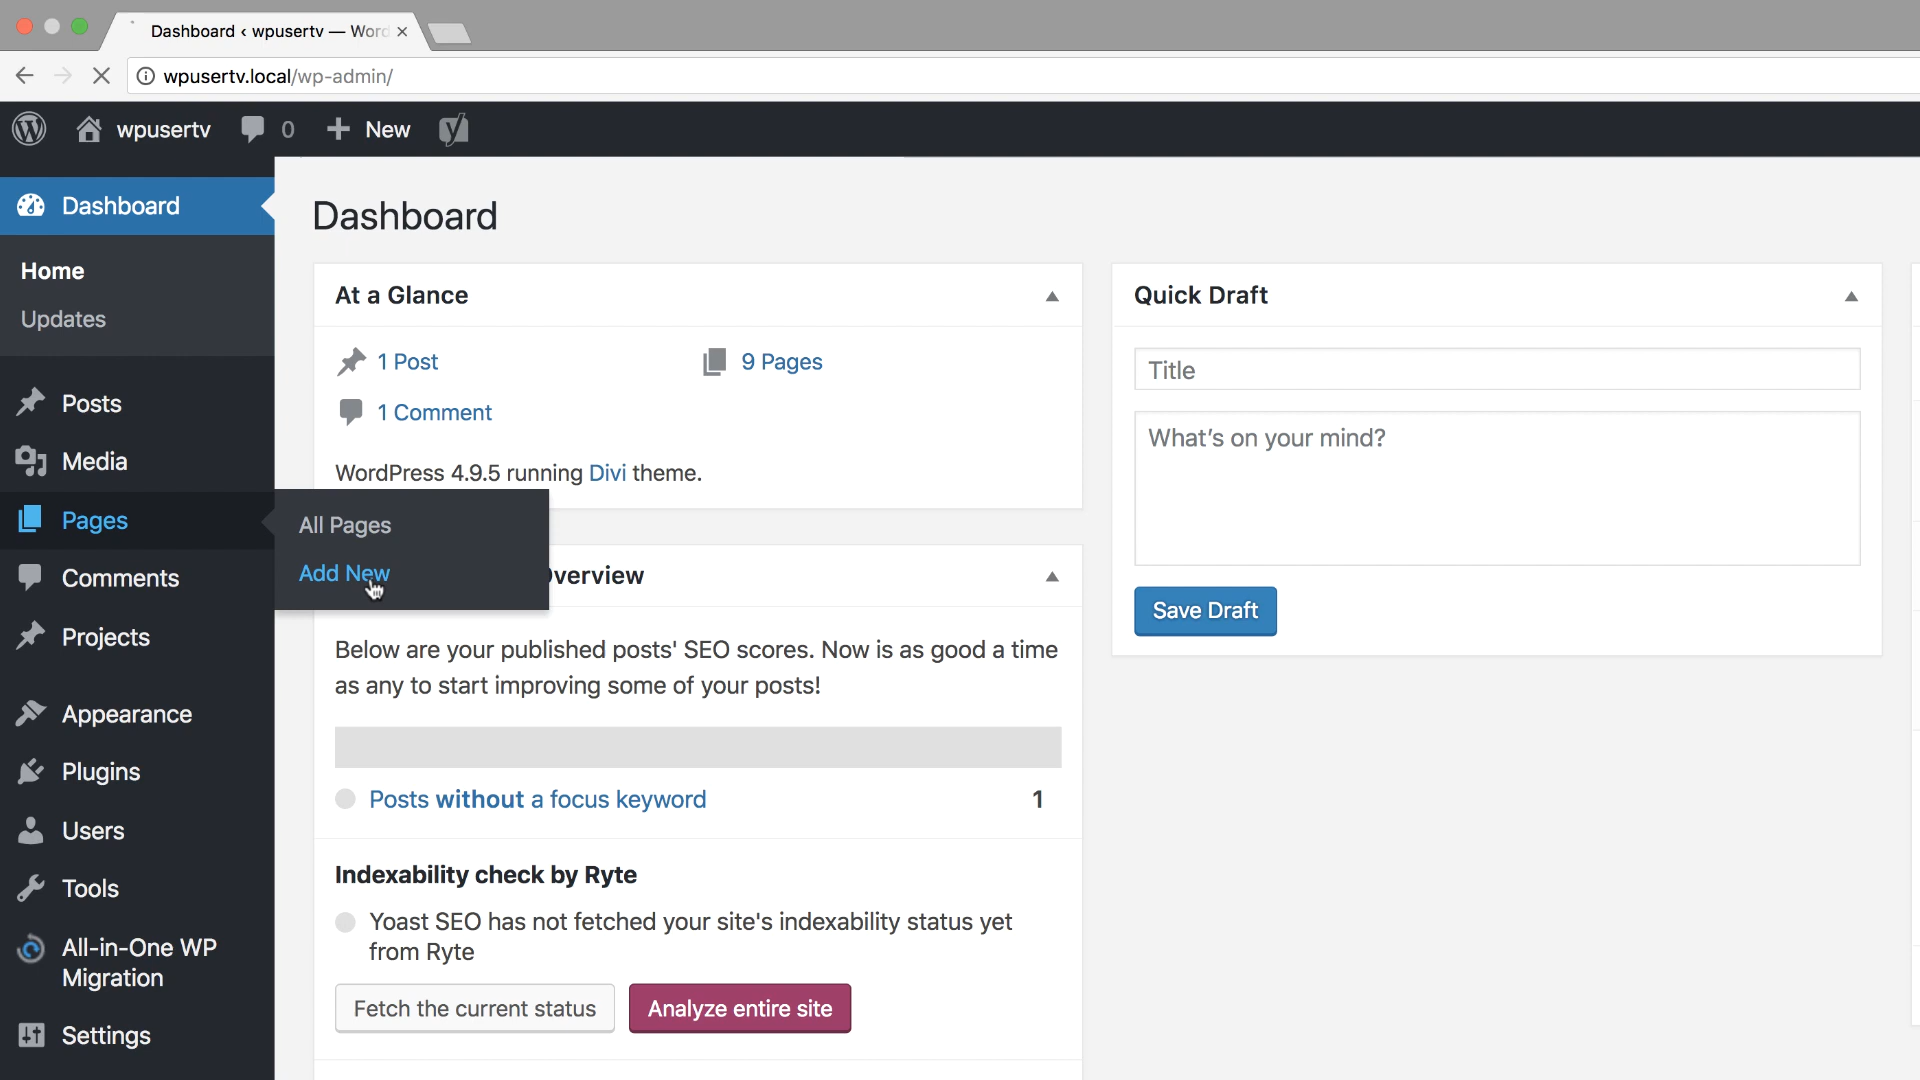 Dashboard ‹ wpusertv — Word
wpusertv.local/wp-admin/
wpusertv 0 New
Dashboard
Home
Updates
Posts
Media
Pages
Comments
Projects
Appearance
Plugins
Users
Tools
All-in-One WP
Migration
Settings
All Pages
Add New
Dashboard
At a Glance
1 Post 9 Pages
1 Comment
WordPress 4.9.5 running Divi theme.
Overview
Below are your published posts' SEO scores. Now is as good a time
as any to start improving some of your posts!
Posts without a focus keyword 1
Indexability check by Ryte
Yoast SEO has not fetched your site's indexability status yet
from Ryte
Fetch the current status Analyze entire site
Quick Draft
Title
What's on your mind?
Save Draft